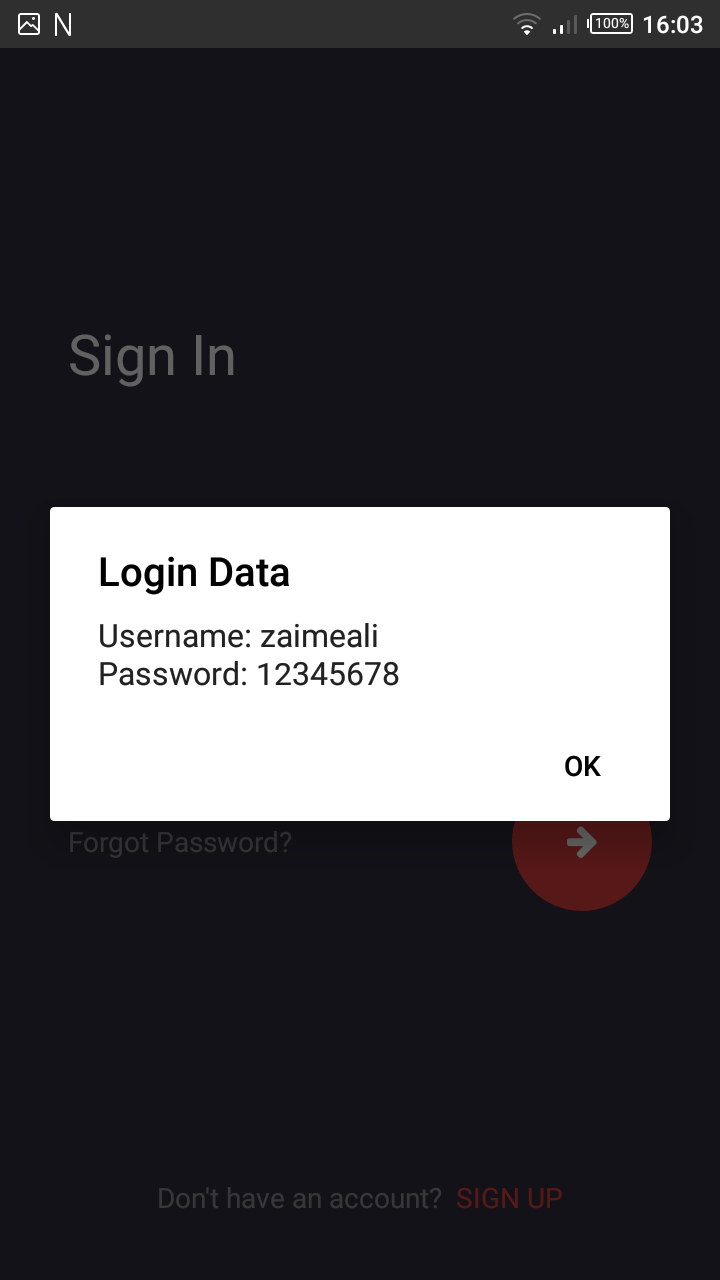 N 100% 16:03
Sign In
Login Data
Username: zaimeali
Password: 12345678
OK
Forgot Password?
Don't have an account? SIGN UP